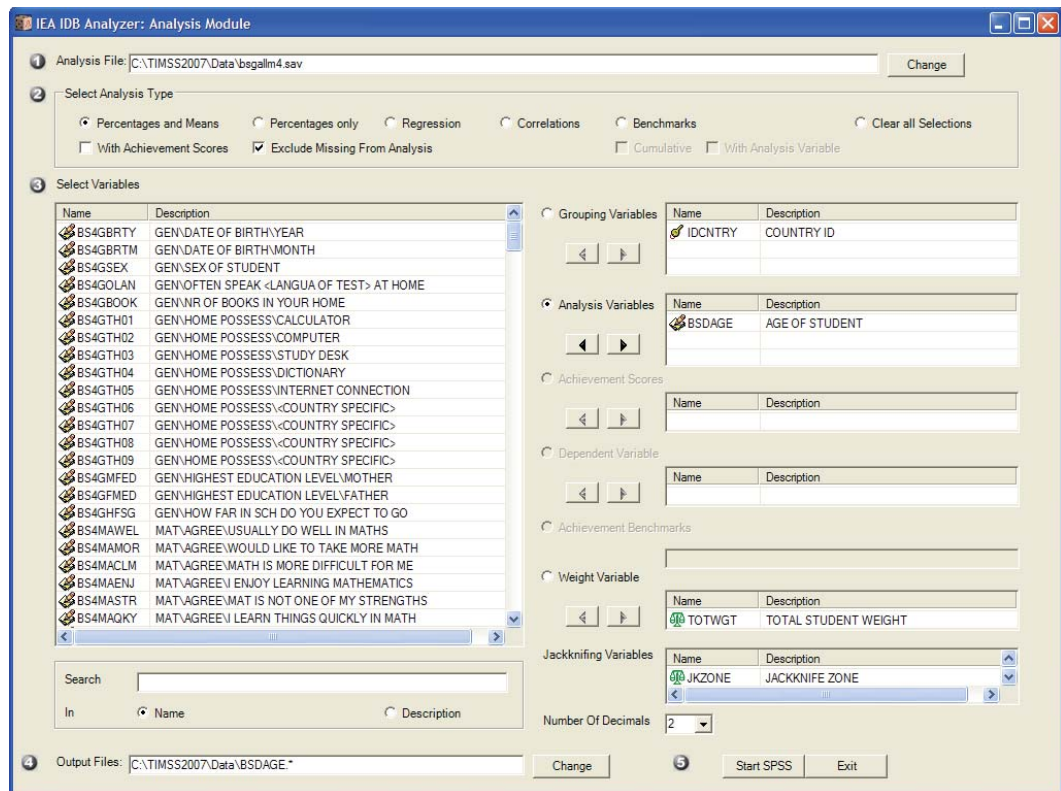 IEA IDB Analyzer: Analysis Module
1 Analysis File: C:\TIMSS2007\Data\bsgallm4.sav Change
2 Select Analysis Type
Percentages and Means Percentages only Regression Correlations Benchmarks Clear all Selections
With Achievement Scores Exclude Missing From Analysis Cumulative With Analysis Variable
3 Select Variables
Name Description
BS4GBRTY GEN\DATE OF BIRTH\YEAR
BS4GBRTM GEN\DATE OF BIRTH\MONTH
BS4GSEX GEN\SEX OF STUDENT
BS4GOLAN GEN\OFTEN SPEAK <LANGUA OF TEST> AT HOME
BS4GBOOK GEN\NR OF BOOKS IN YOUR HOME
BS4GTH01 GEN\HOME POSSESS\CALCULATOR
BS4GTH02 GEN\HOME POSSESS\COMPUTER
BS4GTH03 GEN\HOME POSSESS\STUDY DESK
BS4GTH04 GEN\HOME POSSESS\DICTIONARY
BS4GTH05 GEN\HOME POSSESS\INTERNET CONNECTION
BS4GTH06 GEN\HOME POSSESS\<COUNTRY SPECIFIC>
BS4GTH07 GEN\HOME POSSESS\<COUNTRY SPECIFIC>
BS4GTH08 GEN\HOME POSSESS\<COUNTRY SPECIFIC>
BS4GTH09 GEN\HOME POSSESS\<COUNTRY SPECIFIC>
BS4GMFED GEN\HIGHEST EDUCATION LEVEL\MOTHER
BS4GFMED GEN\HIGHEST EDUCATION LEVEL\FATHER
BS4GHFSG GEN\HOW FAR IN SCH DO YOU EXPECT TO GO
BS4MAWEL MAT\AGREE\USUALLY DO WELL IN MATHS
BS4MAMOR MAT\AGREE\WOULD LIKE TO TAKE MORE MATH
BS4MACLM MAT\AGREE\MATH IS MORE DIFFICULT FOR ME
BS4MAENJ MAT\AGREE\I ENJOY LEARNING MATHEMATICS
BS4MASTR MAT\AGREE\MAT IS NOT ONE OF MY STRENGTHS
BS4MAQKY MAT\AGREE\I LEARN THINGS QUICKLY IN MATH
Search
In Name Description
Grouping Variables
Name Description
IDCNTRY COUNTRY ID
Analysis Variables
Name Description
BSDAGE AGE OF STUDENT
Achievement Scores
Name Description
Dependent Variable
Name Description
Achievement Benchmarks
Weight Variable
Name Description
TOTWGT TOTAL STUDENT WEIGHT
Jackknifing Variables
Name Description
JKZONE JACKKNIFE ZONE
Number Of Decimals 2
4 Output Files: C:\TIMSS2007\Data\BSDAGE.* Change 5 Start SPSS Exit